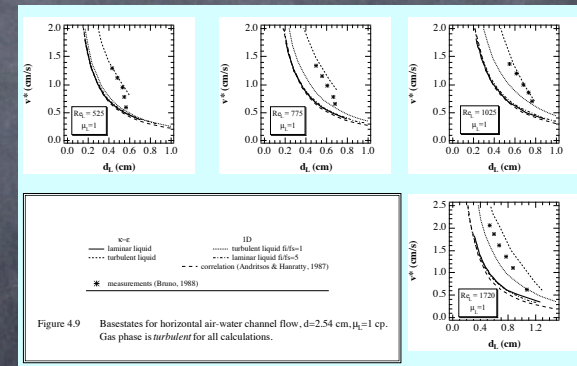 2.0
1.5
1.0
0.5
0.0
v* (cm/s)
Re_L = 525
μ_L=1
0.0 0.2 0.4 0.6 0.8 1.0
d_L (cm)
2.0
1.5
1.0
0.5
0.0
v* (cm/s)
Re_L = 775
μ_L=1
0.0 0.2 0.4 0.6 0.8 1.0
d_L (cm)
2.0
1.5
1.0
0.5
0.0
v* (cm/s)
Re_L = 1025
μ_L=1
0.0 0.2 0.4 0.6 0.8 1.0
d_L (cm)
κ-ε
laminar liquid
turbulent liquid
1D
turbulent liquid fi/fs=1
laminar liquid fi/fs=5
correlation (Andritsos & Hanratty, 1987)
measurements (Bruno, 1988)
Figure 4.9 Basestates for horizontal air-water channel flow, d=2.54 cm, μ_L=1 cp.
Gas phase is turbulent for all calculations.
2.5
2.0
1.5
1.0
0.5
0.0
v* (cm/s)
Re_L = 1720
μ_L=1
0.0 0.4 0.8 1.2
d_L (cm)